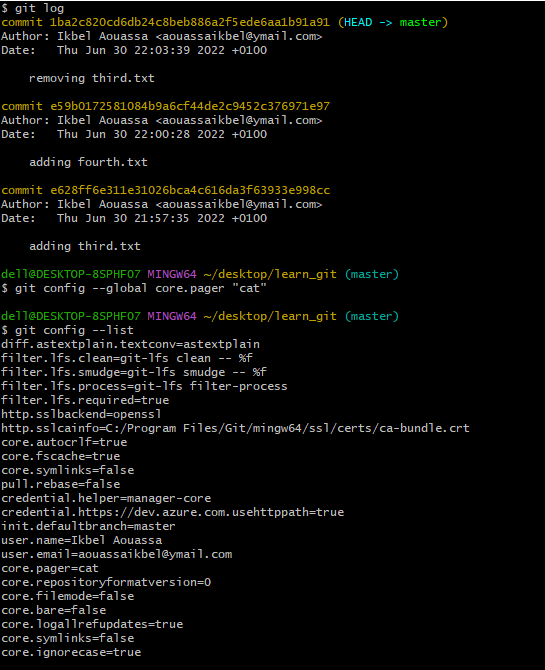 $ git log
commit 1ba2c820cd6db24c8beb886a2f5ede6aa1b91a91 (HEAD -> master)
Author: Ikbel Aouassa <aouassaikbel@ymail.com>
Date:   Thu Jun 30 22:03:39 2022 +0100
    removing third.txt
commit e59b0172581084b9a6cf44de2c9452c376971e97
Author: Ikbel Aouassa <aouassaikbel@ymail.com>
Date:   Thu Jun 30 22:00:28 2022 +0100
    adding fourth.txt
commit e628ff6e311e31026bca4c616da3f63933e998cc
Author: Ikbel Aouassa <aouassaikbel@ymail.com>
Date:   Thu Jun 30 21:57:35 2022 +0100
    adding third.txt
dell@DESKTOP-8SPHFO7 MINGW64 ~/desktop/learn_git (master)
$ git config --global core.pager "cat"
dell@DESKTOP-8SPHFO7 MINGW64 ~/desktop/learn_git (master)
$ git config --list
diff.astextplain.textconv=astextplain
filter.lfs.clean=git-lfs clean -- %f
filter.lfs.smudge=git-lfs smudge -- %f
filter.lfs.process=git-lfs filter-process
filter.lfs.required=true
http.sslbackend=openssl
http.sslcainfo=C:/Program Files/Git/mingw64/ssl/certs/ca-bundle.crt
core.autocrlf=true
core.fscache=true
core.symlinks=false
pull.rebase=false
credential.helper=manager-core
credential.https://dev.azure.com.usehttppath=true
init.defaultbranch=master
user.name=Ikbel Aouassa
user.email=aouassaikbel@ymail.com
core.pager=cat
core.repositoryformatversion=0
core.filemode=false
core.bare=false
core.logallrefupdates=true
core.symlinks=false
core.ignorecase=true